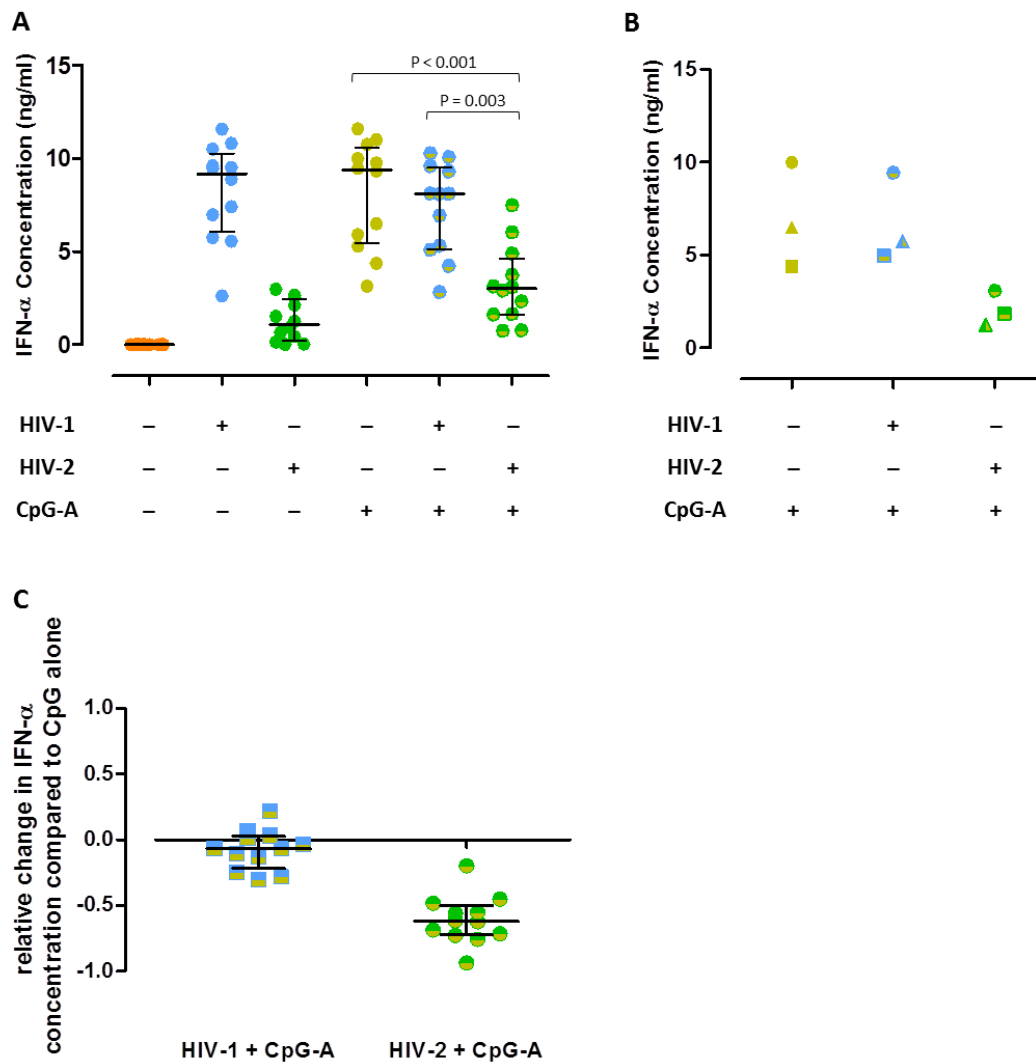 A
IFN-α Concentration (ng/ml)
15
10
5
0
P < 0.001
P = 0.003
HIV-1 – + – – + –
HIV-2 – – + – – +
CpG-A – – – + + +
B
IFN-α Concentration (ng/ml)
15
10
5
0
HIV-1 – + –
HIV-2 – – +
CpG-A + + +
C
relative change in IFN-α
concentration compared to CpG alone
1.0
0.5
0.0
-0.5
-1.0
HIV-1 + CpG-A HIV-2 + CpG-A